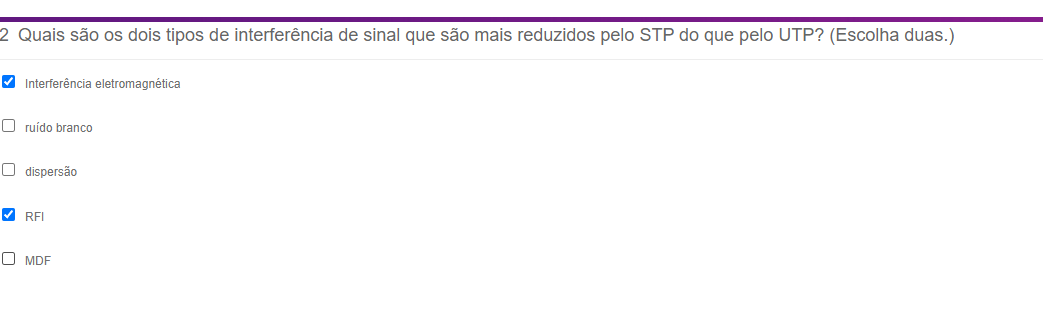 2 Quais são os dois tipos de interferência de sinal que são mais reduzidos pelo STP do que pelo UTP? (Escolha duas.)
Interferência eletromagnética
ruído branco
dispersão
RFI
MDF